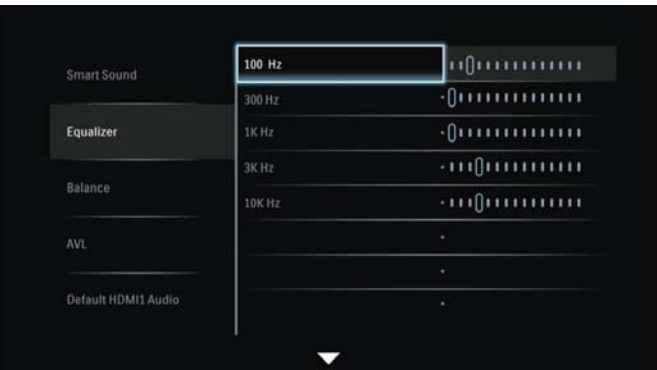 Smart Sound
Equalizer
Balance
AVL
Default HDMI1 Audio
100 Hz
300 Hz
1K Hz
3K Hz
10K Hz